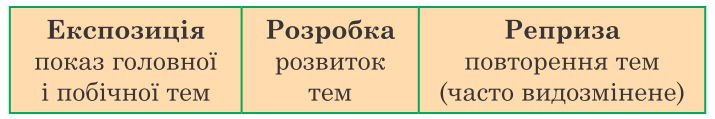 Експозиція
показ головної
і побічної тем
Розробка
розвиток
тем
Реприза
повторення тем
(часто видозмінене)